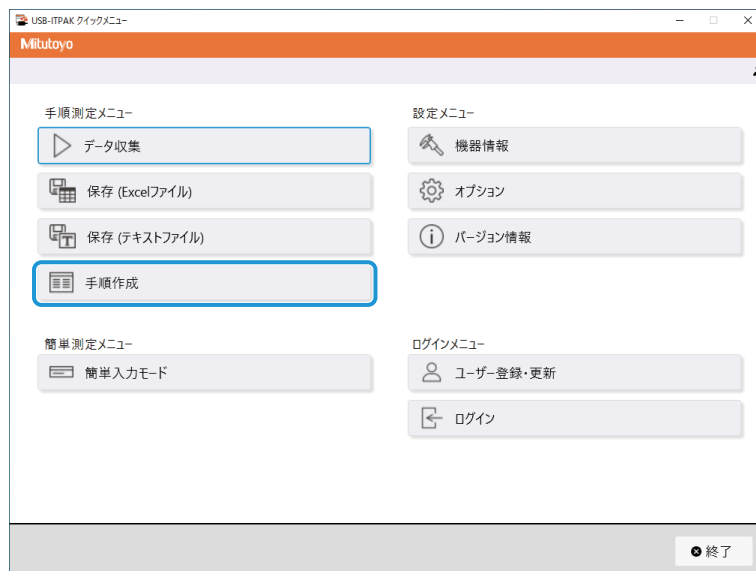 USB-ITPAK クイックメニュー
Mitutoyo
手順測定メニュー
データ収集
保存 (Excelファイル)
保存 (テキストファイル)
手順作成
簡単測定メニュー
簡単入力モード
設定メニュー
機器情報
オプション
バージョン情報
ログインメニュー
ユーザー登録・更新
ログイン
終了